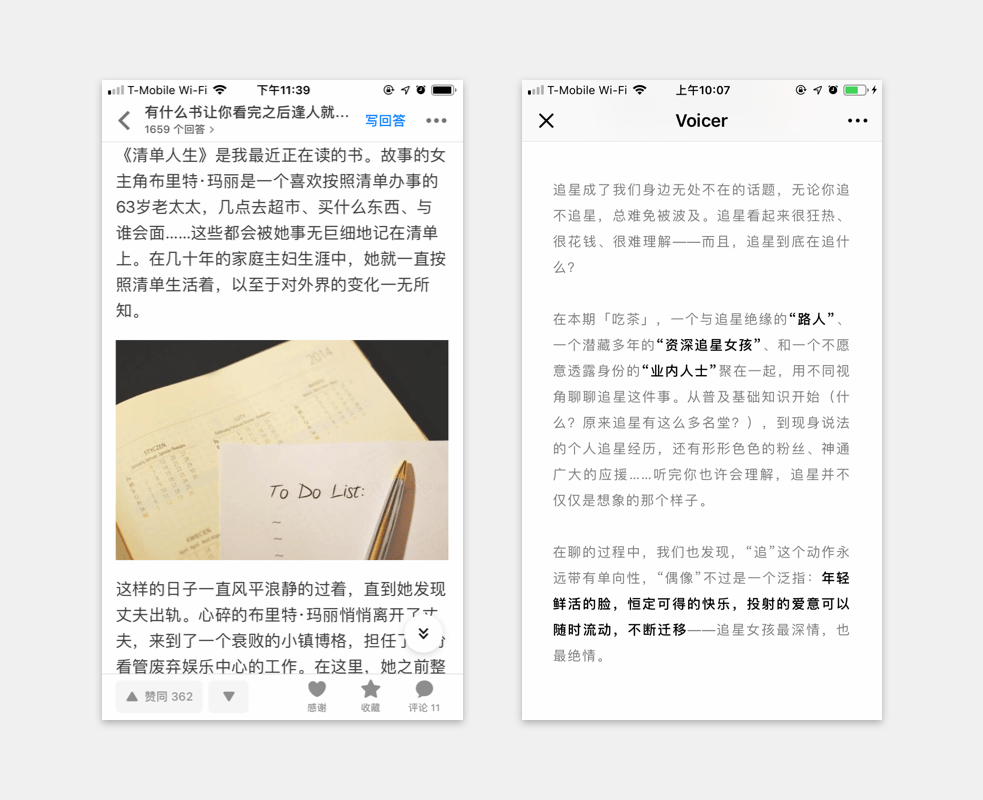 T-Mobile Wi-Fi 下午11:39
有什么书让你看完之后逢人就...
1659 个回答
写回答
《清单人生》是我最近正在读的书。故事的女
主角布里特·玛丽是一个喜欢按照清单办事的
63岁老太太，几点去超市、买什么东西、与
谁会面……这些都会被她事无巨细地记在清单
上。在几十年的家庭主妇生涯中，她就一直按
照清单生活着，以至于对外界的变化一无所
知。
2014
STYCZEŃ
LUTY
KWIECIEŃ
To Do List:
这样的日子一直风平浪静的过着，直到她发现
丈夫出轨。心碎的布里特·玛丽悄悄离开了丈
夫，来到了一个衰败的小镇博格，担任了
看管废弃娱乐中心的工作。在这里，她之前整
赞同 362
感谢
收藏
评论 11
T-Mobile Wi-Fi 上午10:07
Voicer
追星成了我们身边无处不在的话题，无论你追
不追星，总难免被波及。追星看起来很狂热、
很花钱、很难理解——而且，追星到底在追什
么？
在本期「吃茶」，一个与追星绝缘的“路人”、
一个潜藏多年的“资深追星女孩”、和一个不愿
意透露身份的“业内人士”聚在一起，用不同视
角聊聊追星这件事。从普及基础知识开始（什
么？原来追星有这么多名堂？），到现身说法
的个人追星经历，还有形形色色的粉丝、神通
广大的应援……听完你也许会理解，追星并不
仅仅是想象的那个样子。
在聊的过程中，我们也发现，“追”这个动作永
远带有单向性，“偶像”不过是一个泛指：年轻
鲜活的脸，恒定可得的快乐，投射的爱意可以
随时流动，不断迁移——追星女孩最深情，也
最绝情。